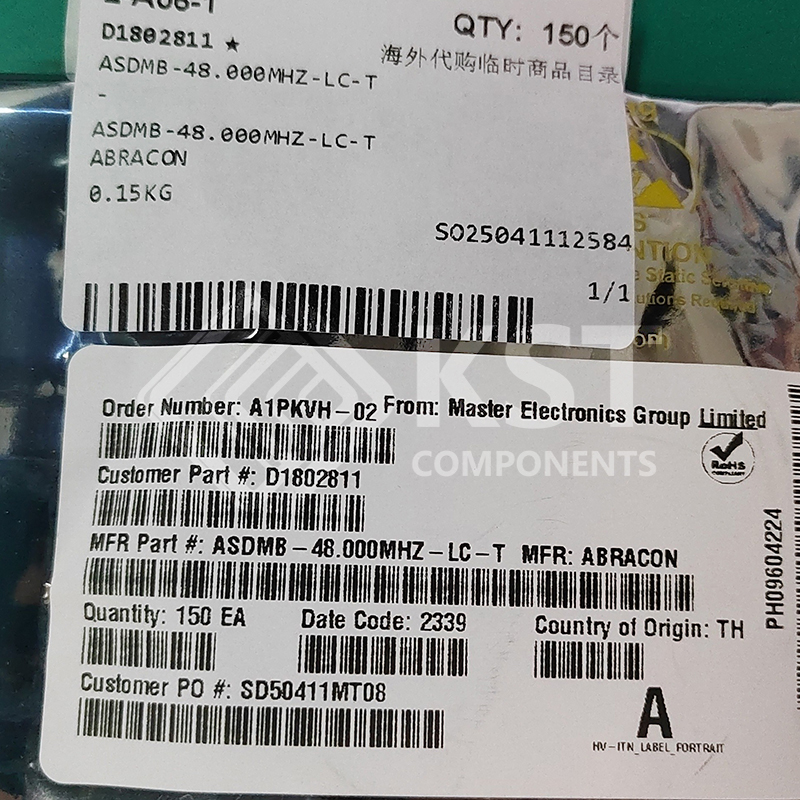 D1802811 ★
QTY: 150个
海外代购临时商品目录
ASDMB-48.000MHZ-LC-T
-
ASDMB-48.000MHZ-LC-T
ABRACON
0.15KG
SO25041112584
1/1
KST
COMPONENTS
Order Number: A1PKVH-02 From: Master Electronics Group Limited
RoHS
COMPLIANT
Customer Part #: D1802811
MFR Part #: ASDMB-48.000MHZ-LC-T MFR: ABRACON
Quantity: 150 EA Date Code: 2339 Country of Origin: TH
Customer PO #: SD50411MT08
A
HV-ITN_LABEL_PORTRAIT
PH09604224